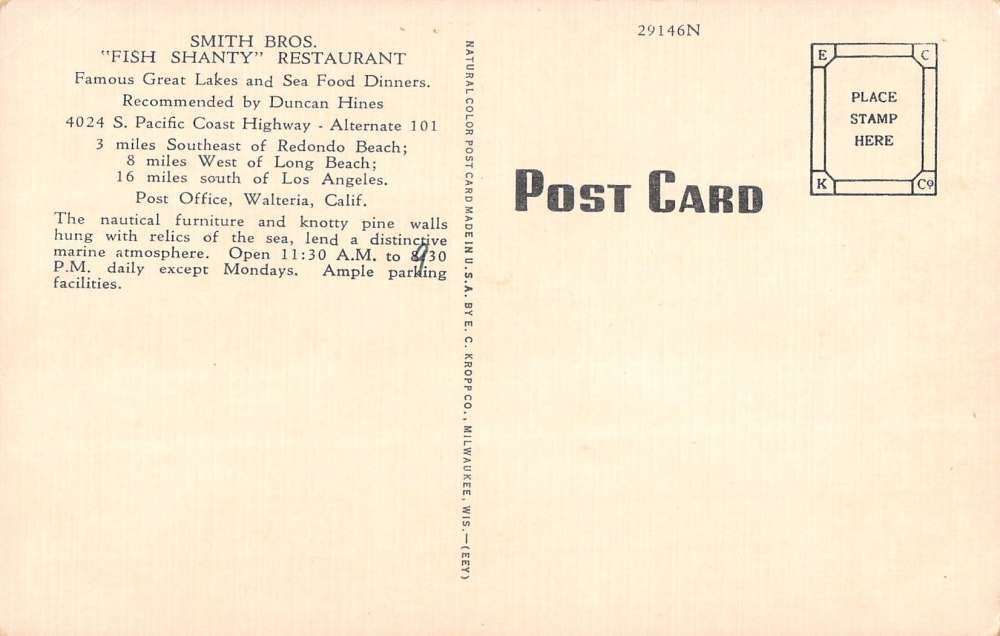 SMITH BROS.
"FISH SHANTY" RESTAURANT
Famous Great Lakes and Sea Food Dinners.
Recommended by Duncan Hines
4024 S. Pacific Coast Highway - Alternate 101
3 miles Southeast of Redondo Beach;
8 miles West of Long Beach;
16 miles south of Los Angeles.
Post Office, Walteria, Calif.
The nautical furniture and knotty pine walls
hung with relics of the sea, lend a distinctive
marine atmosphere. Open 11:30 A.M. to 8:30
9
P.M. daily except Mondays. Ample parking
facilities.
NATURAL COLOR POST CARD MADE IN U.S.A. BY E. C. KROPP CO., MILWAUKEE, WIS.—(EEY)
29146N
POST CARD
E C
PLACE
STAMP
HERE
K Co